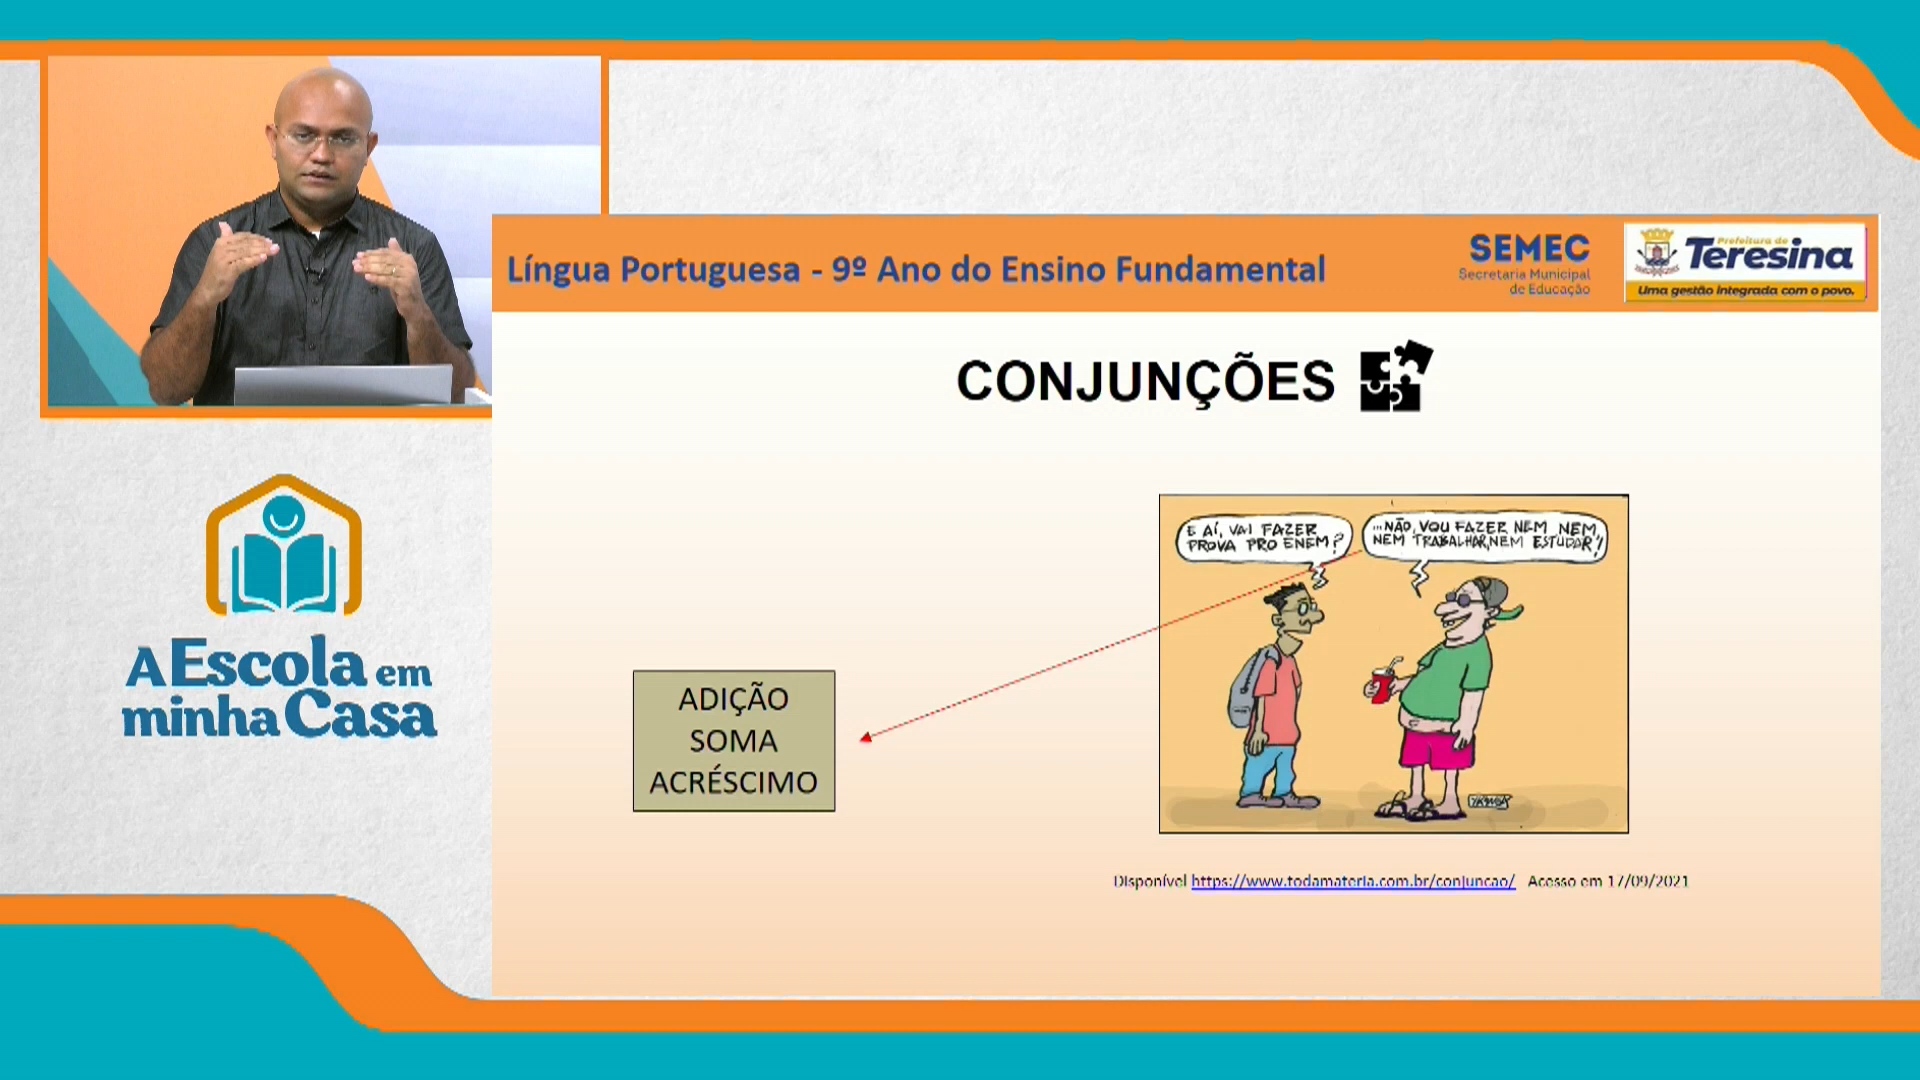 Língua Portuguesa - 9º Ano do Ensino Fundamental
SEMEC
Secretaria Municipal
de Educação
Prefeitura de
Teresina
Uma gestão integrada com o povo.
CONJUNÇÕES
E AÍ, VAI FAZER
PROVA PRO ENEM?
...NÃO, VOU FAZER NEM, NEM,
NEM TRABALHAR, NEM ESTUDAR!
ADIÇÃO
SOMA
ACRÉSCIMO
Disponível https://www.todamateria.com.br/conjuncao/ Acesso em 17/09/2021
A Escola em
minha Casa